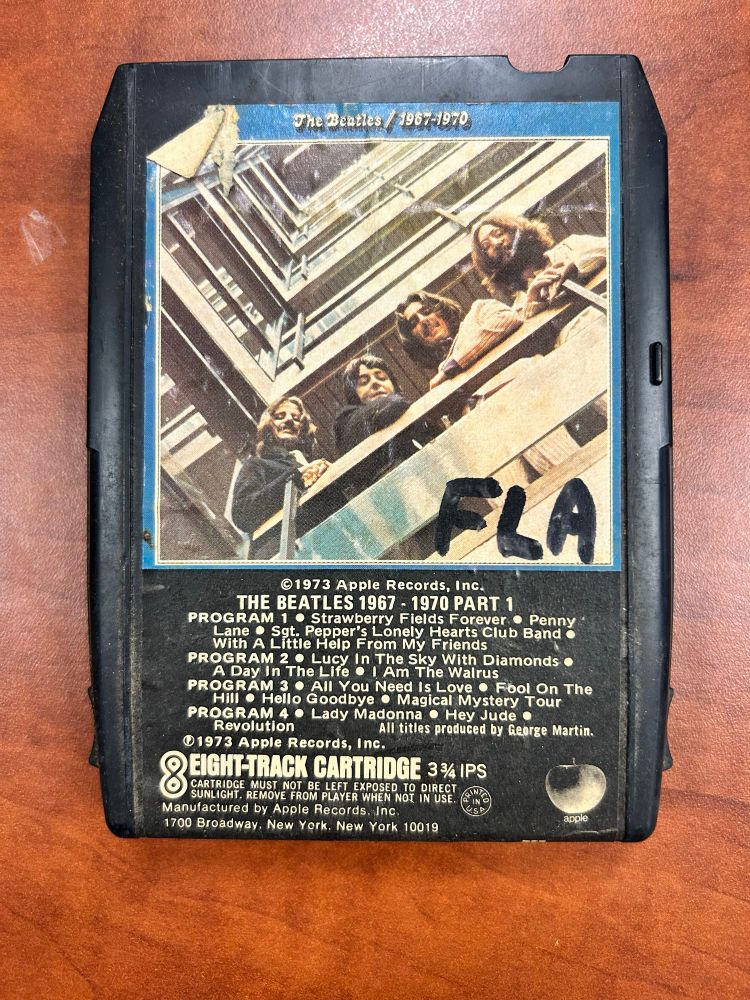 The Beatles / 1967-1970
FLA
©1973 Apple Records, Inc.
THE BEATLES 1967 - 1970 PART 1
PROGRAM 1 ● Strawberry Fields Forever ● Penny
Lane ● Sgt. Pepper's Lonely Hearts Club Band ●
With A Little Help From My Friends
PROGRAM 2 ● Lucy In The Sky With Diamonds ●
A Day In The Life ● I Am The Walrus
PROGRAM 3 ● All You Need Is Love ● Fool On The
Hill ● Hello Goodbye ● Magical Mystery Tour
PROGRAM 4 ● Lady Madonna ● Hey Jude ●
Revolution All titles produced by George Martin.
℗1973 Apple Records, Inc.
8 EIGHT-TRACK CARTRIDGE 3¾ IPS
CARTRIDGE MUST NOT BE LEFT EXPOSED TO DIRECT
SUNLIGHT. REMOVE FROM PLAYER WHEN NOT IN USE.
PRINTED IN U.S.A.
Manufactured by Apple Records, Inc.
1700 Broadway, New York, New York 10019
apple